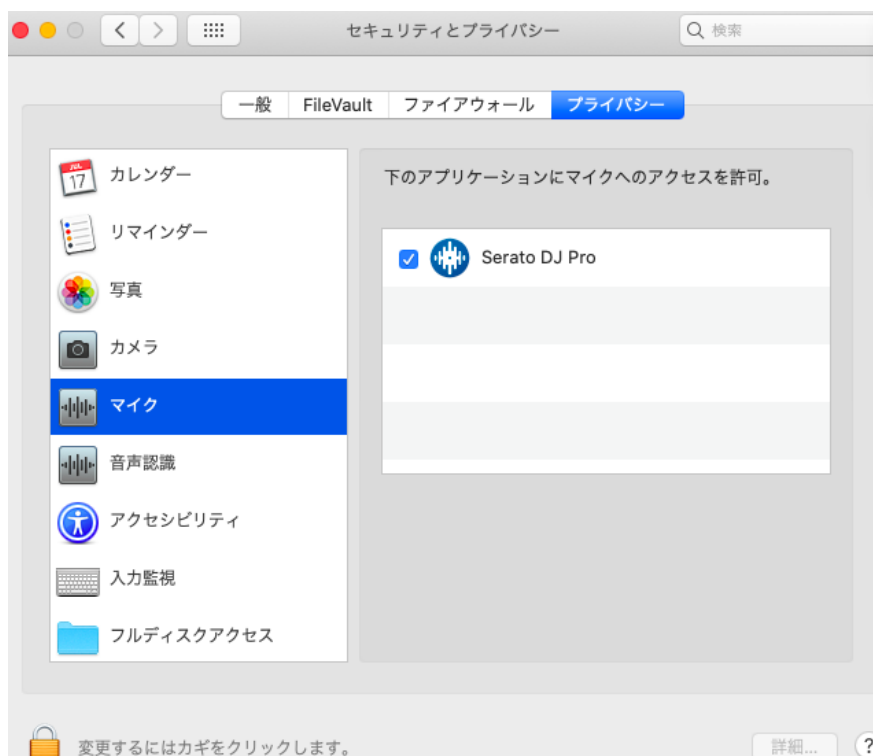 セキュリティとプライバシー
検索
一般 FileVault ファイアウォール プライバシー
JUL
17
カレンダー
リマインダー
写真
カメラ
マイク
音声認識
アクセシビリティ
入力監視
フルディスクアクセス
下のアプリケーションにマイクへのアクセスを許可。
Serato DJ Pro
変更するにはカギをクリックします。
詳細...
?